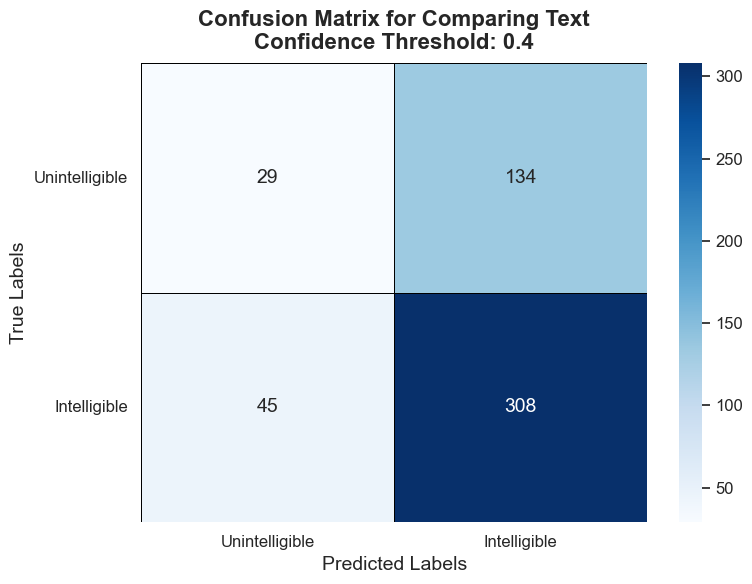 Confusion Matrix for Comparing Text
Confidence Threshold: 0.4
True Labels
Unintelligible
29
134
Intelligible
45
308
Unintelligible
Intelligible
Predicted Labels
300
250
200
150
100
50